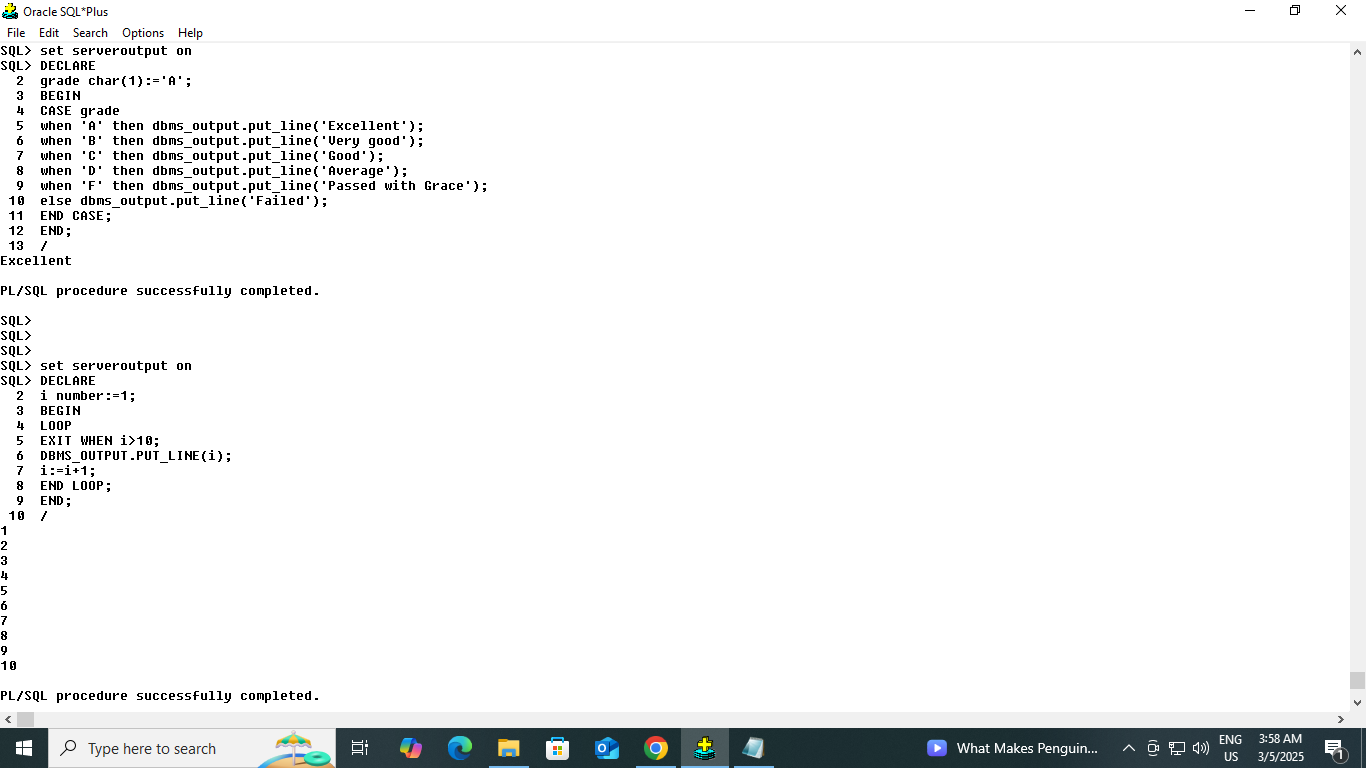 Oracle SQL*Plus
File Edit Search Options Help
SQL> set serveroutput on
SQL> DECLARE
2 grade char(1):='A';
3 BEGIN
4 CASE grade
5 when 'A' then dbms_output.put_line('Excellent');
6 when 'B' then dbms_output.put_line('Very good');
7 when 'C' then dbms_output.put_line('Good');
8 when 'D' then dbms_output.put_line('Average');
9 when 'F' then dbms_output.put_line('Passed with Grace');
10 else dbms_output.put_line('Failed');
11 END CASE;
12 END;
13 /
Excellent
PL/SQL procedure successfully completed.
SQL>
SQL>
SQL>
SQL> set serveroutput on
SQL> DECLARE
2 i number:=1;
3 BEGIN
4 LOOP
5 EXIT WHEN i>10;
6 DBMS_OUTPUT.PUT_LINE(i);
7 i:=i+1;
8 END LOOP;
9 END;
10 /
1
2
3
4
5
6
7
8
9
10
PL/SQL procedure successfully completed.
Type here to search
What Makes Penguin...
ENG
US
3:58 AM
3/5/2025
1